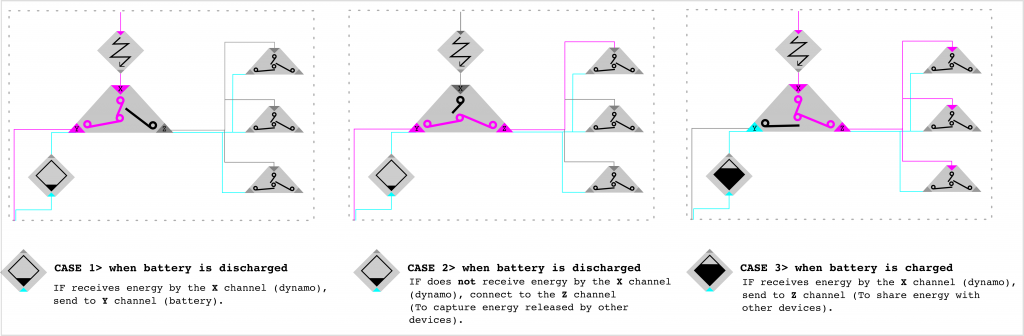 X
Y
Z
X
Y
Z
X
Y
Z
CASE 1> when battery is discharged
IF receives energy by the X channel (dynamo),
send to Y channel (battery).
CASE 2> when battery is discharged
IF does not receive energy by the X channel
(dynamo), connect to the Z channel
(To capture energy released by other
devices).
CASE 3> when battery is charged
IF receives energy by the X channel (dynamo),
send to Z channel (To share energy with
other devices).